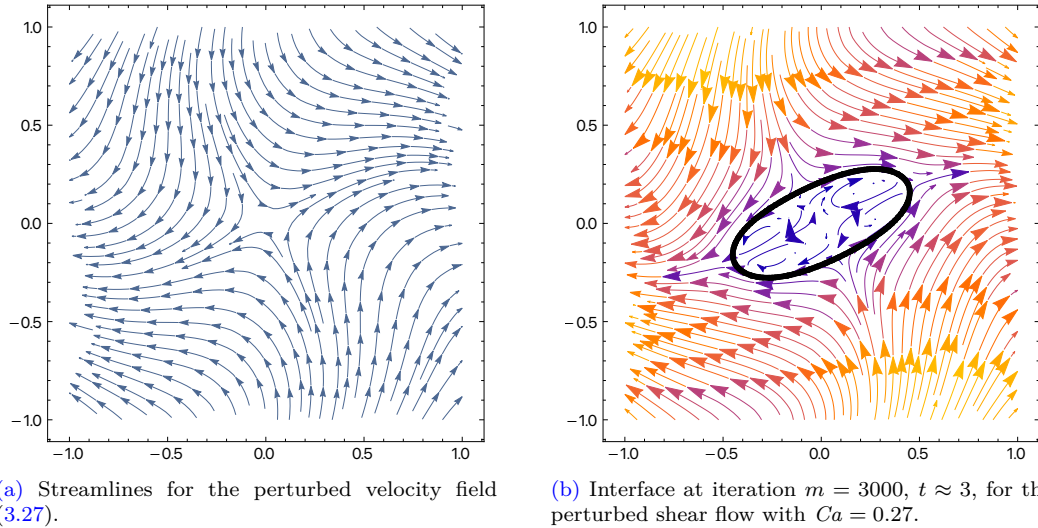 1.0
0.5
0.0
−0.5
−1.0
−1.0 −0.5 0.0 0.5 1.0
1.0
0.5
0.0
−0.5
−1.0
−1.0 −0.5 0.0 0.5 1.0
a) Streamlines for the perturbed velocity field
(3.27).
(b) Interface at iteration m = 3000, t ≈ 3, for
perturbed shear flow with Ca = 0.27.